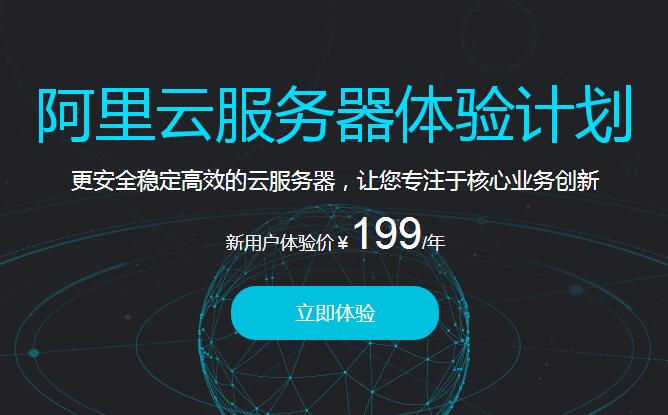 阿里云服务器体验计划
更安全稳定高效的云服务器，让您专注于核心业务创新
新用户体验价￥199/年
立即体验